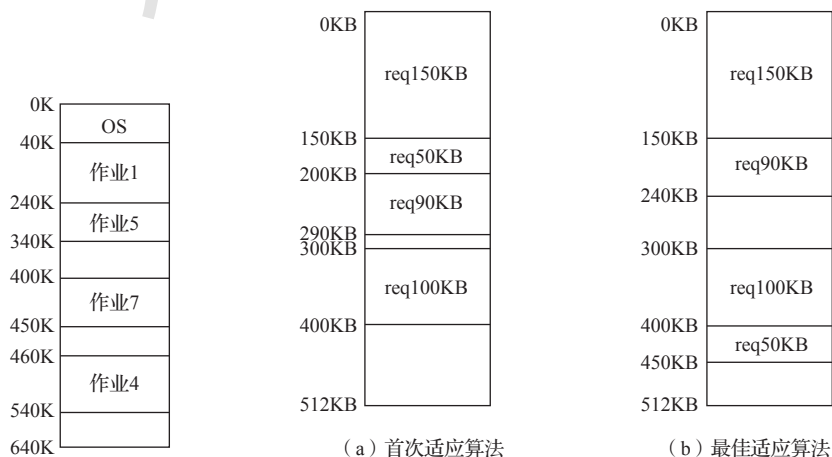 0K
OS
40K
作业1
240K
作业5
340K
400K
作业7
450K
460K
作业4
540K
640K
0KB
req150KB
150KB
req50KB
200KB
req90KB
290KB
300KB
req100KB
400KB
512KB
(a)首次适应算法
0KB
req150KB
150KB
req90KB
240KB
300KB
req100KB
400KB
req50KB
450KB
512KB
(b)最佳适应算法